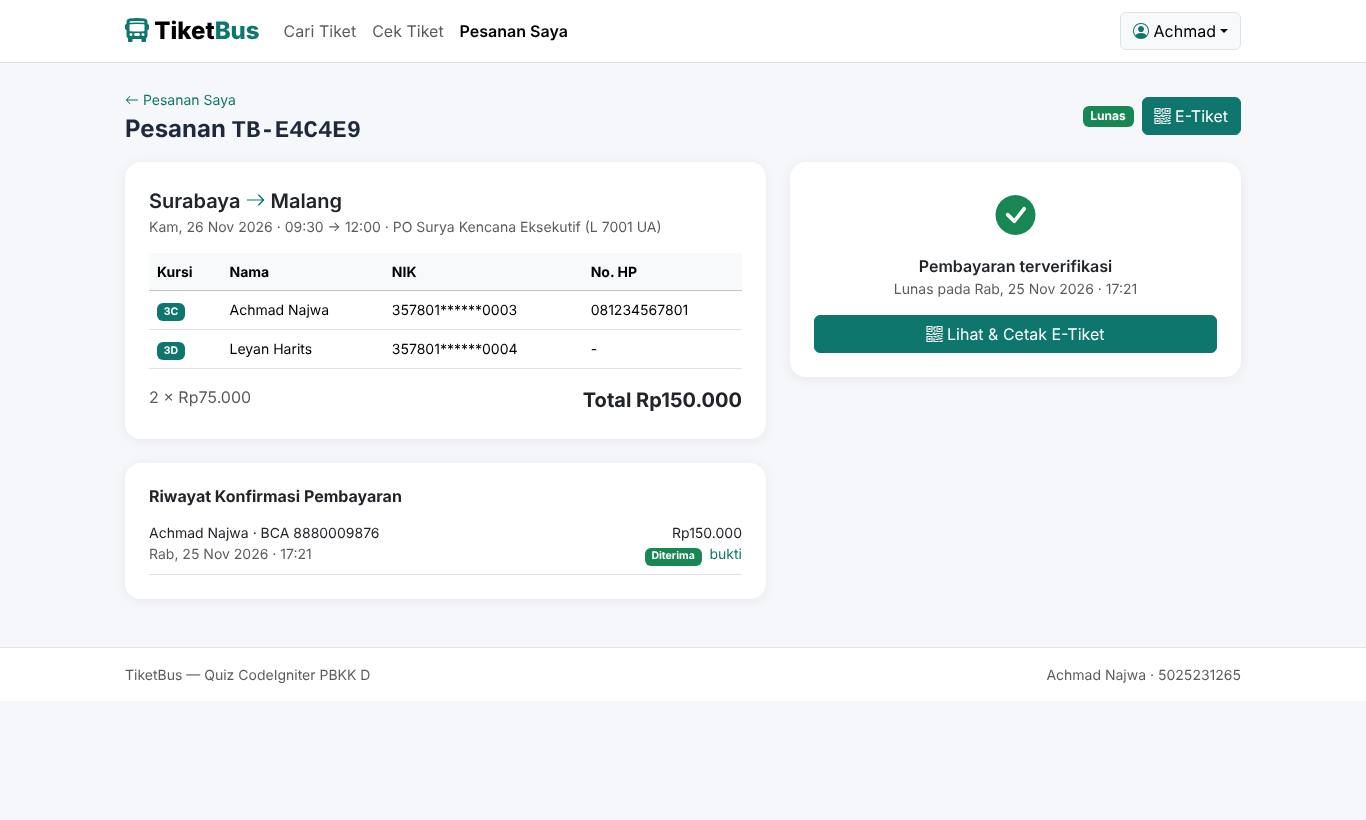 TiketBus Cari Tiket Cek Tiket Pesanan Saya Achmad
← Pesanan Saya
Pesanan TB-E4C4E9
Lunas E-Tiket
Surabaya → Malang
Kam, 26 Nov 2026 · 09:30 → 12:00 · PO Surya Kencana Eksekutif (L 7001 UA)
Kursi Nama NIK No. HP
3C Achmad Najwa 357801******0003 081234567801
3D Leyan Harits 357801******0004 -
2 × Rp75.000 Total Rp150.000
Pembayaran terverifikasi
Lunas pada Rab, 25 Nov 2026 · 17:21
Lihat & Cetak E-Tiket
Riwayat Konfirmasi Pembayaran
Achmad Najwa · BCA 8880009876 Rp150.000
Rab, 25 Nov 2026 · 17:21 Diterima bukti
TiketBus — Quiz CodeIgniter PBKK D Achmad Najwa · 5025231265